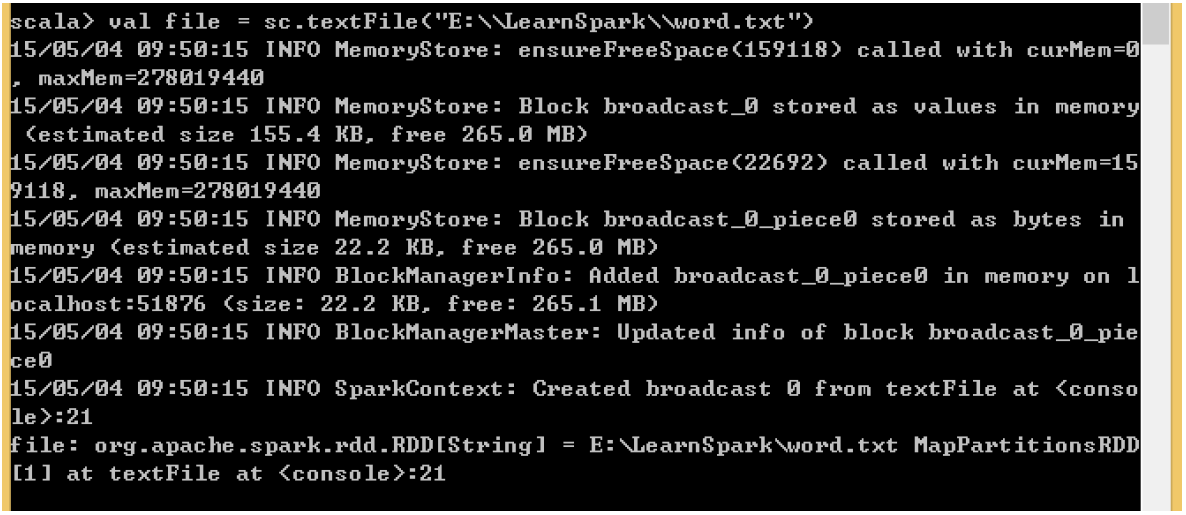 scala> val file = sc.textFile("E:\\LearnSpark\\word.txt")
15/05/04 09:50:15 INFO MemoryStore: ensureFreeSpace(159118) called with curMem=0
, maxMem=278019440
15/05/04 09:50:15 INFO MemoryStore: Block broadcast_0 stored as values in memory
 (estimated size 155.4 KB, free 265.0 MB)
15/05/04 09:50:15 INFO MemoryStore: ensureFreeSpace(22692) called with curMem=15
9118, maxMem=278019440
15/05/04 09:50:15 INFO MemoryStore: Block broadcast_0_piece0 stored as bytes in
memory (estimated size 22.2 KB, free 265.0 MB)
15/05/04 09:50:15 INFO BlockManagerInfo: Added broadcast_0_piece0 in memory on l
ocalhost:51876 (size: 22.2 KB, free: 265.1 MB)
15/05/04 09:50:15 INFO BlockManagerMaster: Updated info of block broadcast_0_pie
ce0
15/05/04 09:50:15 INFO SparkContext: Created broadcast 0 from textFile at <conso
le>:21
file: org.apache.spark.rdd.RDD[String] = E:\LearnSpark\word.txt MapPartitionsRDD
[1] at textFile at <console>:21